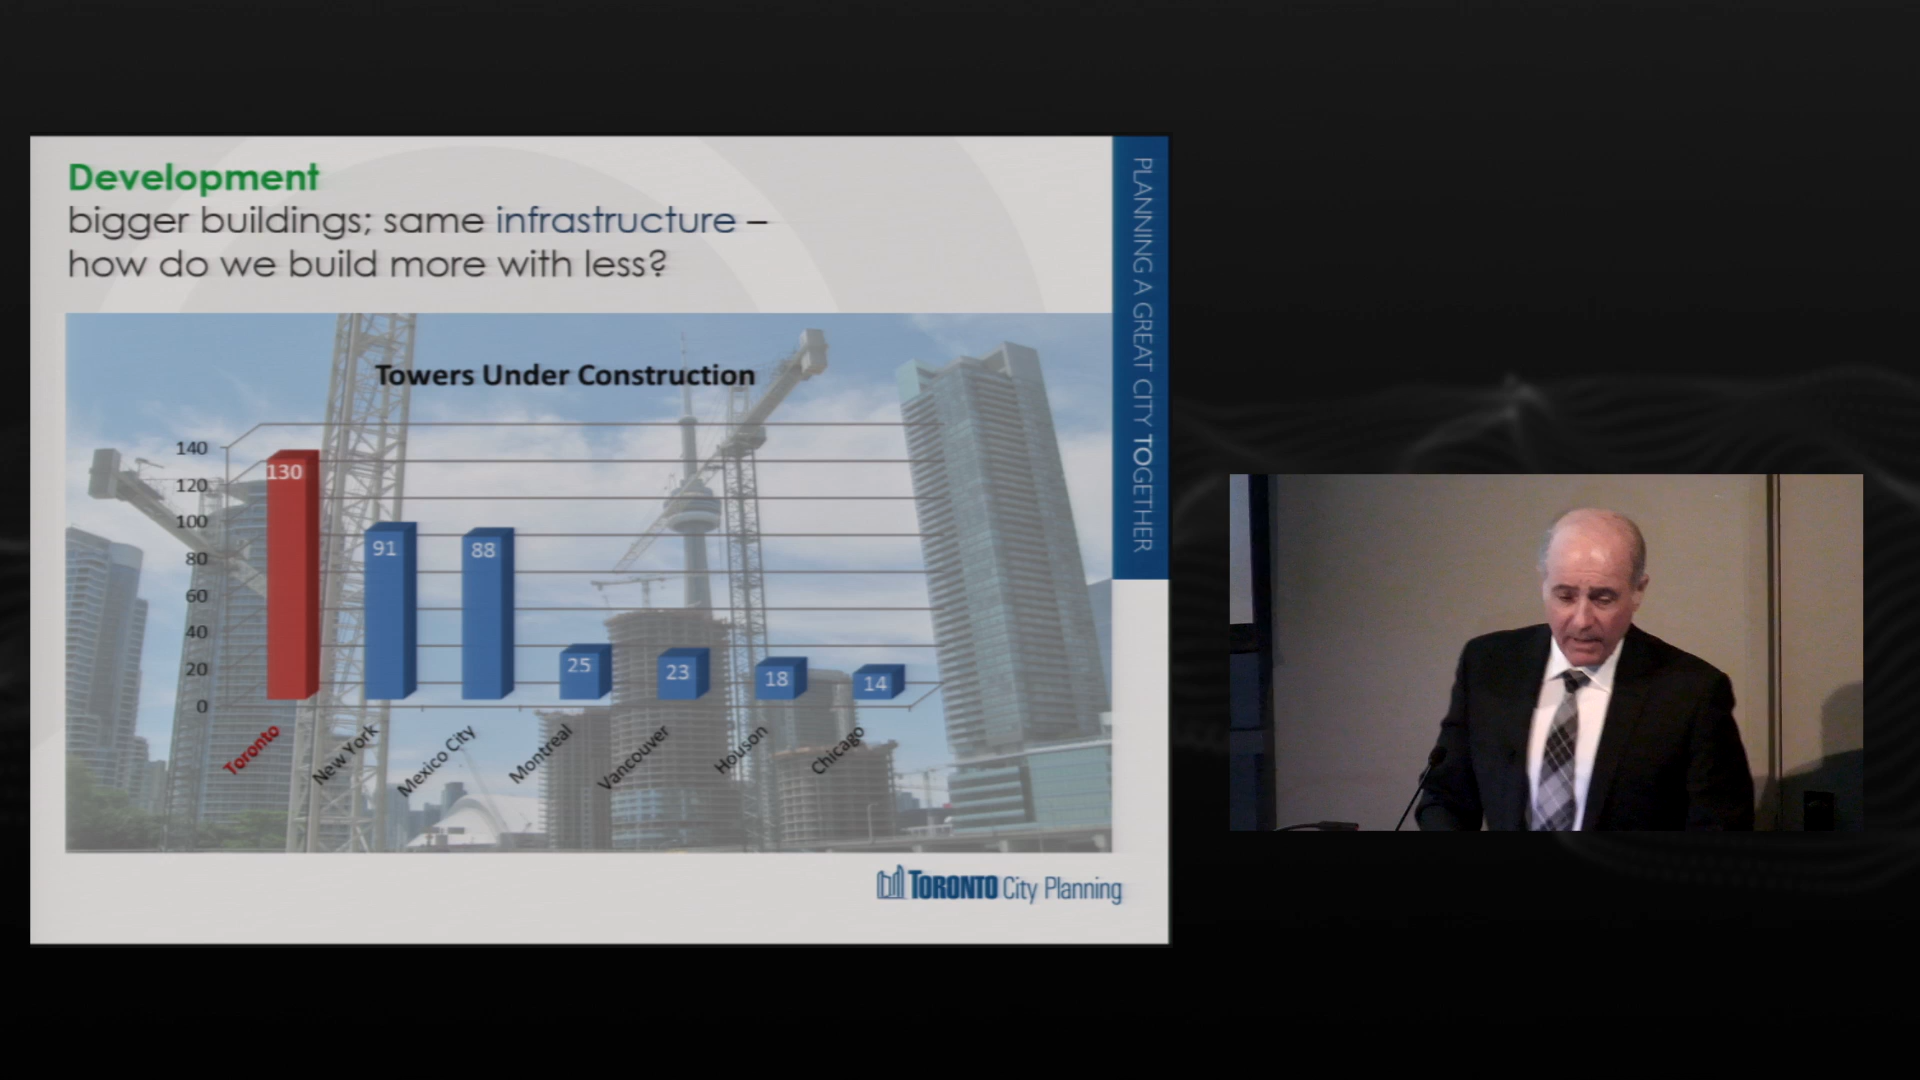 Development
bigger buildings; same infrastructure –
how do we build more with less?
PLANNING A GREAT CITY TOGETHER
Towers Under Construction
140
120
100
80
60
40
20
0
130
91
88
25
23
18
14
Toronto
New York
Mexico City
Montreal
Vancouver
Houson
Chicago
TORONTO City Planning